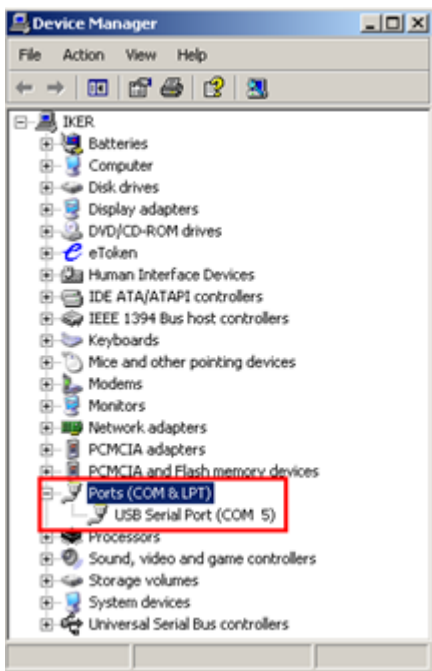 Device Manager
File Action View Help
IKER
Batteries
Computer
Disk drives
Display adapters
DVD/CD-ROM drives
eToken
Human Interface Devices
IDE ATA/ATAPI controllers
IEEE 1394 Bus host controllers
Keyboards
Mice and other pointing devices
Modems
Monitors
Network adapters
PCMCIA adapters
PCMCIA and Flash memory devices
Ports (COM & LPT)
USB Serial Port (COM 5)
Processors
Sound, video and game controllers
Storage volumes
System devices
Universal Serial Bus controllers